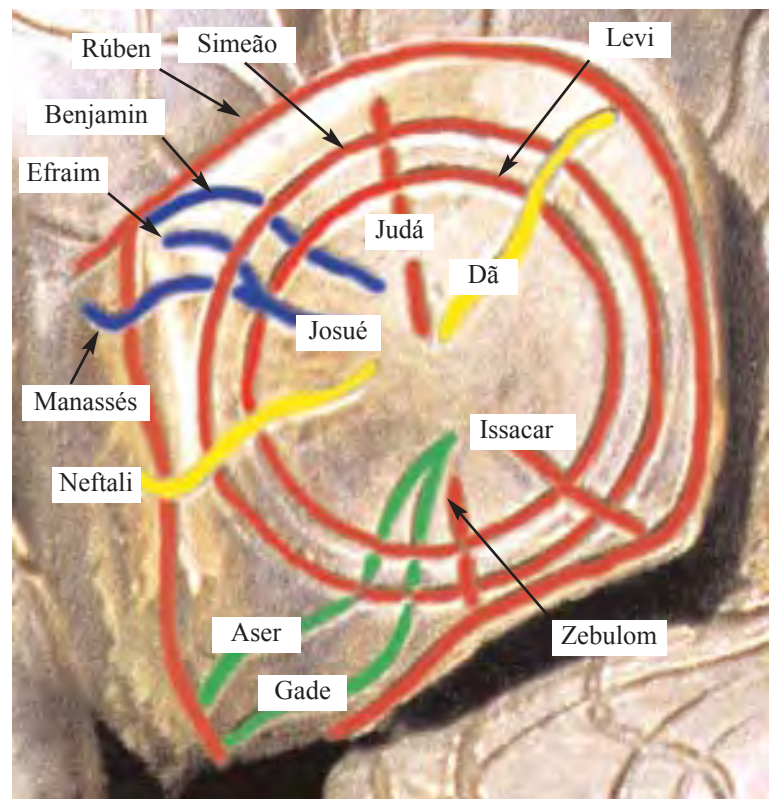 Simeão
Levi
Rúben
Benjamin
Efraim
Judá
Dã
Josué
Manassés
Issacar
Neftali
Aser
Zebulom
Gade